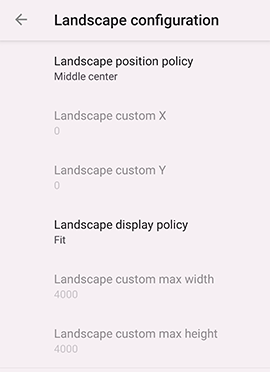 Landscape configuration
Landscape position policy
Middle center
Landscape custom X
0
Landscape custom Y
0
Landscape display policy
Fit
Landscape custom max width
4000
Landscape custom max height
4000